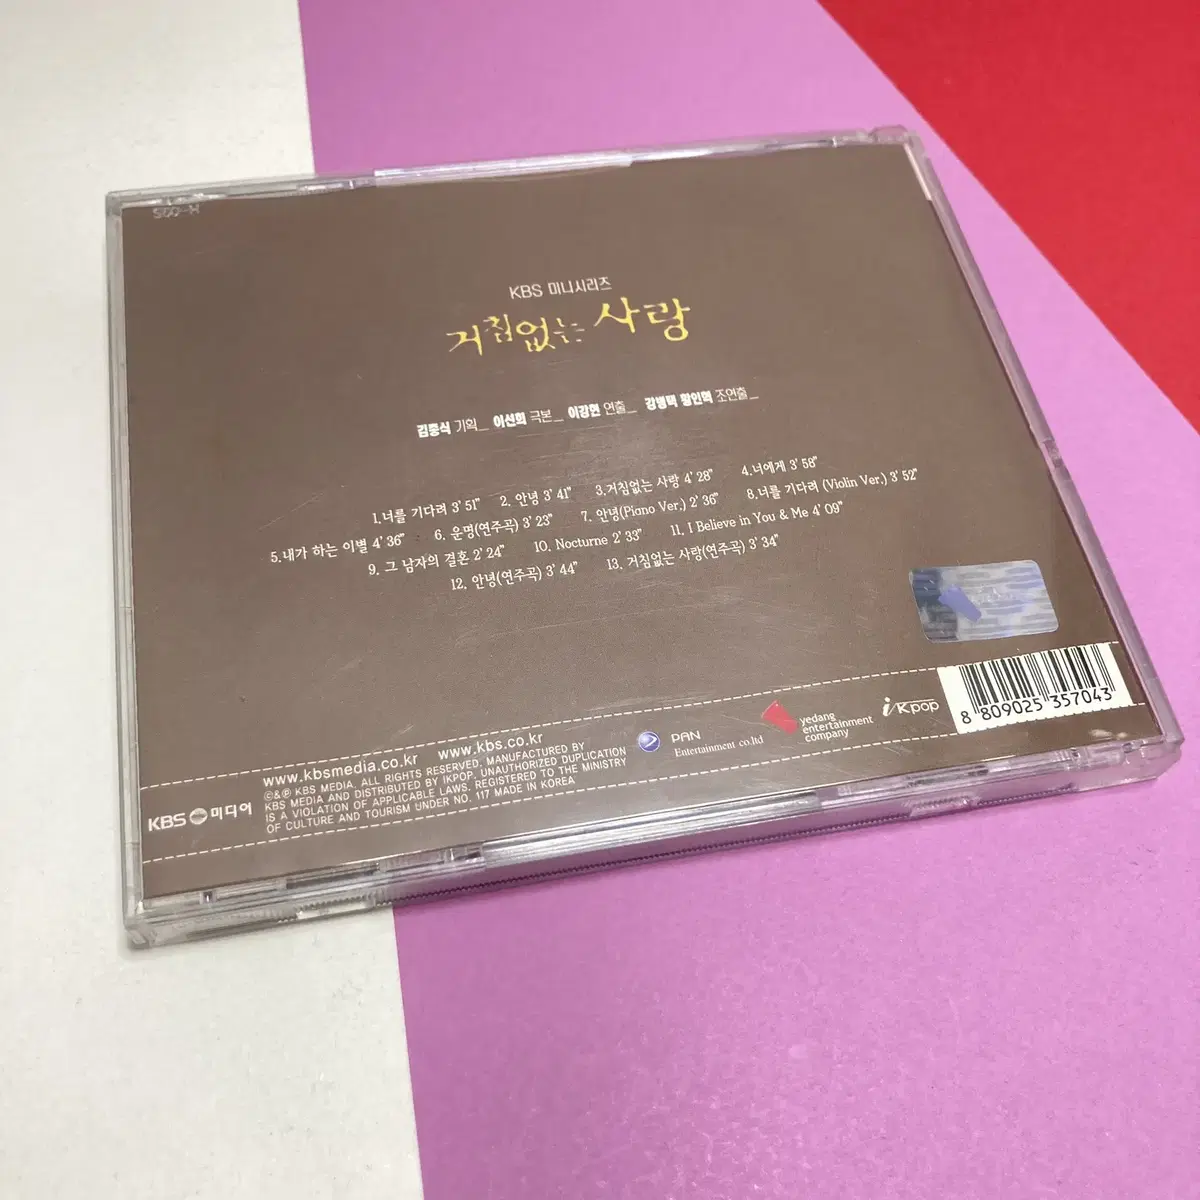 KBS 미니시리즈
거침없는 사랑
김중식 기획_ 이선희 극본_ 이강현 연출_ 강병택 황인혁 조연출_
1.너를 기다려 3' 51" 2. 안녕 3' 41" 3.거침없는 사랑 4' 28" 4.너에게 3' 58"
5.내가 하는 이별 4' 36" 6. 운명(연주곡) 3' 23" 7. 안녕(Piano Ver.) 2' 36" 8.너를 기다려 (Violin Ver.) 3' 52"
9. 그 남자의 결혼 2' 24" 10. Nocturne 2' 33" 11. I Believe in You & Me 4' 09"
12. 안녕(연주곡) 3' 44" 13. 거침없는 사랑(연주곡) 3' 34"
www.kbsmedia.co.kr www.kbs.co.kr
©&℗ KBS MEDIA. ALL RIGHTS RESERVED. MANUFACTURED BY
KBS MEDIA AND DISTRIBUTED BY IKPOP. UNAUTHORIZED DUPLICATION
IS A VIOLATION OF APPLICABLE LAWS. REGISTERED TO THE MINISTRY
OF CULTURE AND TOURISM UNDER NO. 117 MADE IN KOREA
KBS 미디어
PAN
Entertainment co.ltd
yedang
entertainment
company
iKpop
8 809025 357043